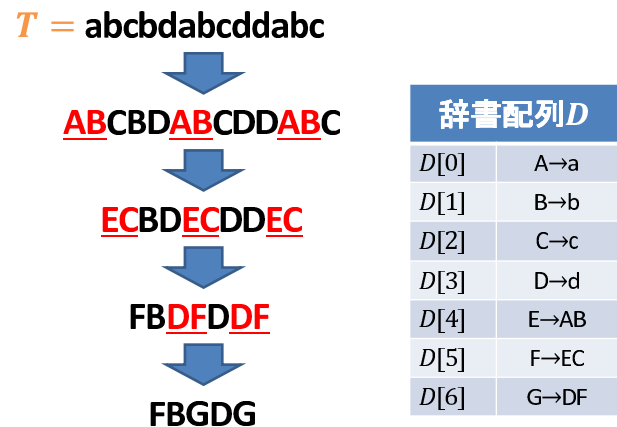 T = abcbdabcddabc
ABCBDABCDDABC
ECBDECDDEC
FBDFDDF
FBGDG
辞書配列D
D[0] A→a
D[1] B→b
D[2] C→c
D[3] D→d
D[4] E→AB
D[5] F→EC
D[6] G→DF